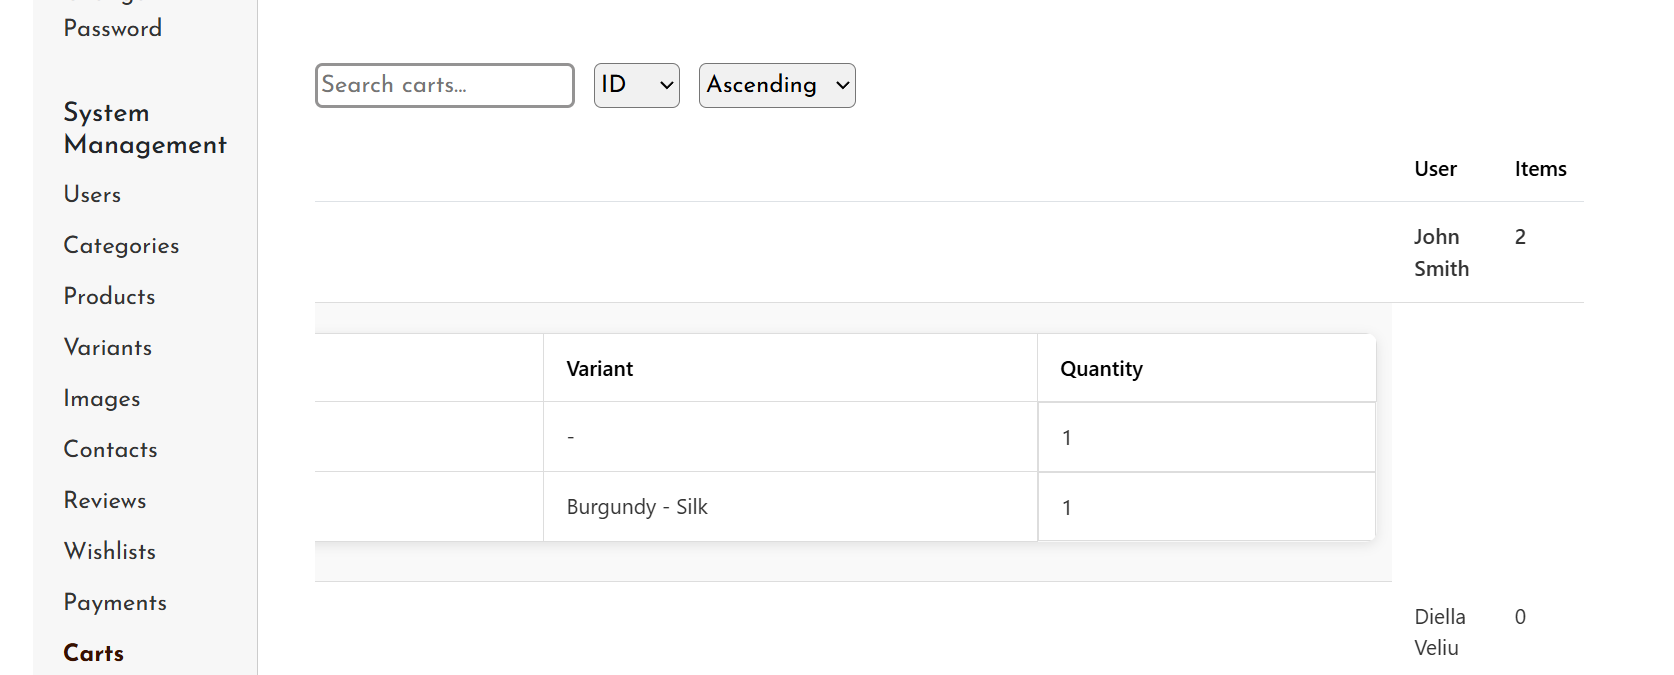 Password
System
Management
Users
Categories
Products
Variants
Images
Contacts
Reviews
Wishlists
Payments
Carts
Search carts...
ID
Ascending
User Items
John 2
Smith
Variant Quantity
- 1
Burgundy - Silk 1
Diella 0
Veliu